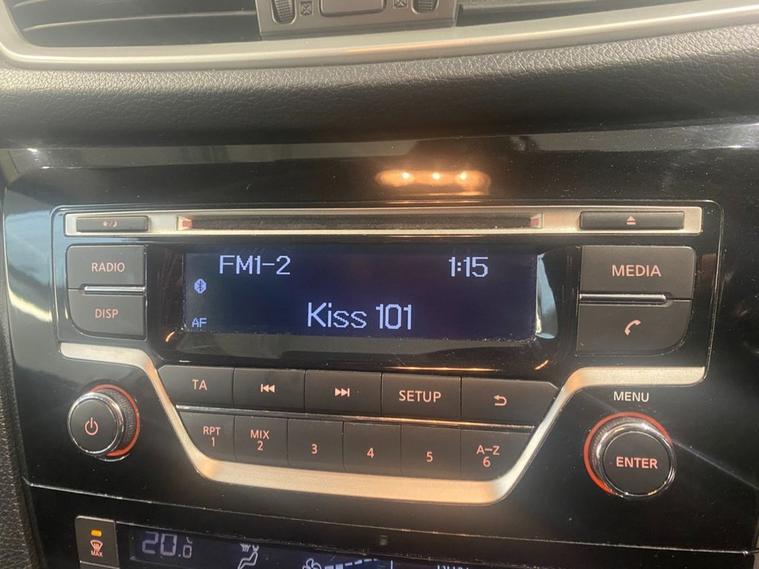 RADIO
DISP
FM1-2
1:15
Kiss 101
AF
MEDIA
TA
SETUP
MENU
RPT
1
MIX
2
3
4
5
A-Z
6
ENTER
MAX
20.0